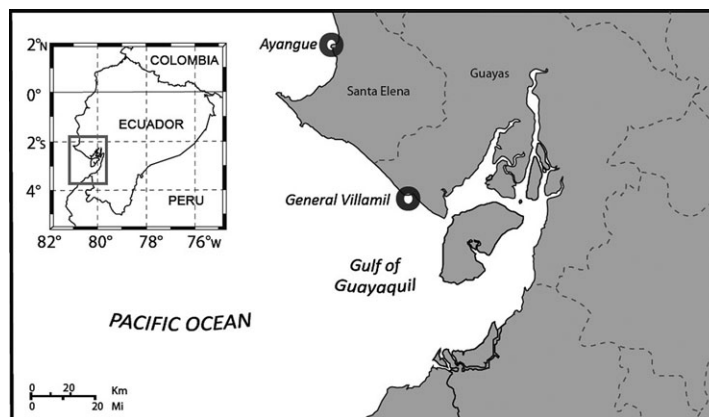 2°N
COLOMBIA
0°
ECUADOR
2°S
4°
PERU
82° 80° 78° 76°W
Ayangue
Santa Elena
Guayas
General Villamil
Gulf of
Guayaquil
PACIFIC OCEAN
0 20 Km
0 20 Mi